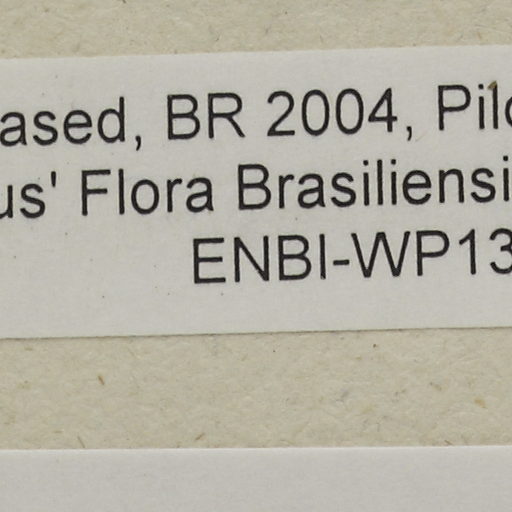 ased, BR 2004, Pil
us' Flora Brasiliensi
ENBI-WP13